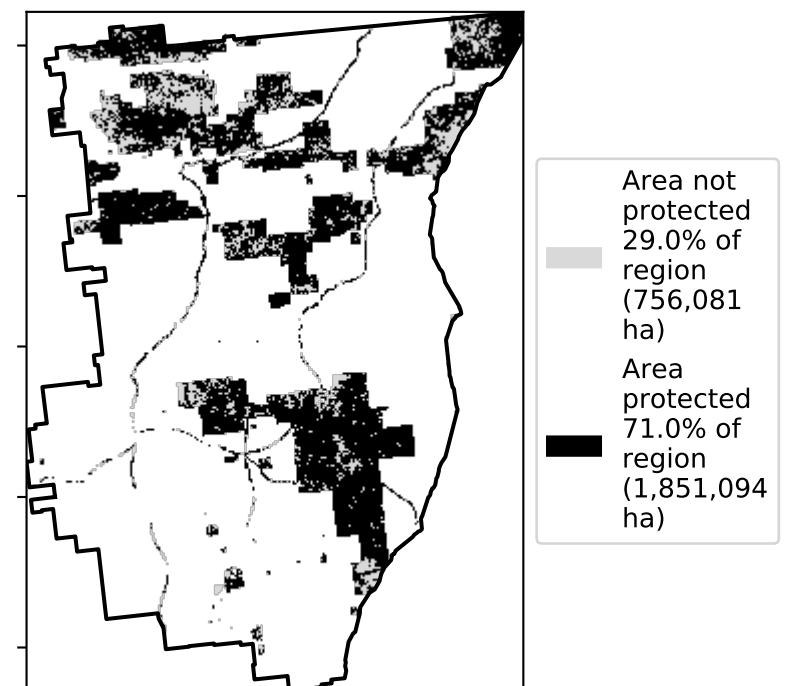 Area not
protected
29.0% of
region
(756,081
ha)
Area
protected
71.0% of
region
(1,851,094
ha)